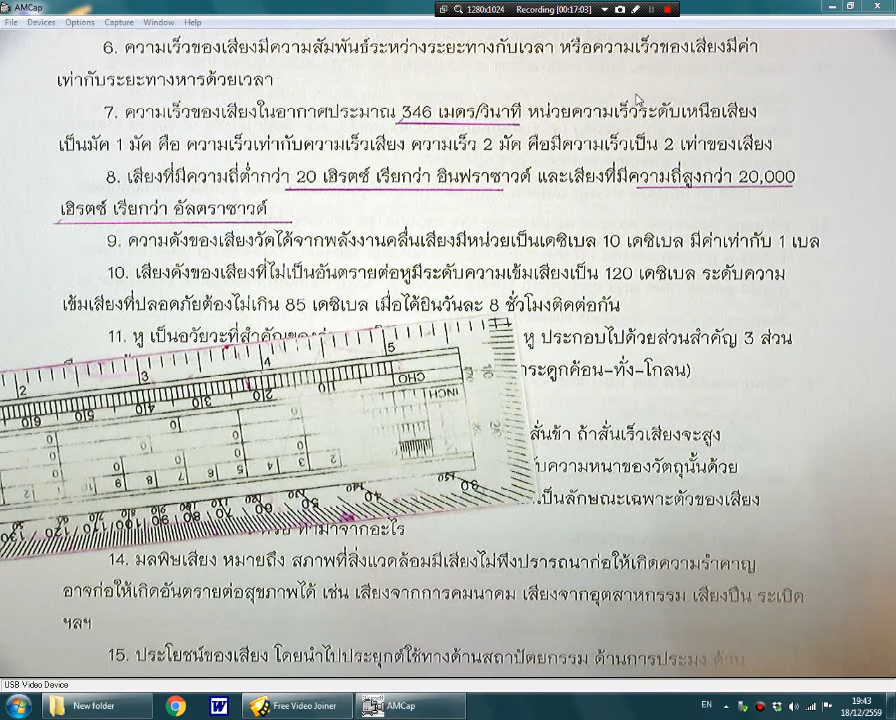 AMCap
1280x1024 Recording [00:17:03]
File Devices Options Capture Window Help
6. ความเร็วของเสียงมีความสัมพันธ์ระหว่างระยะทางกับเวลา หรือความเร็วของเสียงมีค่า
เท่ากับระยะทางหารด้วยเวลา
7. ความเร็วของเสียงในอากาศประมาณ 346 เมตร/วินาที หน่วยความเร็วระดับเหนือเสียง
เป็นมัค 1 มัค คือ ความเร็วเท่ากับความเร็วเสียง ความเร็ว 2 มัค คือมีความเร็วเป็น 2 เท่าของเสียง
8. เสียงที่มีความถี่ต่ำกว่า 20 เฮิรตซ์ เรียกว่า อินฟราซาวด์ และเสียงที่มีความถี่สูงกว่า 20,000
เฮิรตซ์ เรียกว่า อัลตราซาวด์
9. ความดังของเสียงวัดได้จากพลังงานคลื่นเสียงมีหน่วยเป็นเดซิเบล 10 เดซิเบล มีค่าเท่ากับ 1 เบล
10. เสียงดังของเสียงที่ไม่เป็นอันตรายต่อหูมีระดับความเข้มเสียงเป็น 120 เดซิเบล ระดับความ
เข้มเสียงที่ปลอดภัยต้องไม่เกิน 85 เดซิเบล เมื่อได้ยินวันละ 8 ชั่วโมงติดต่อกัน
11. หู เป็นอวัยวะที่สำคัญของ หู ประกอบไปด้วยส่วนสำคัญ 3 ส่วน
กระดูกค้อน-ทั่ง-โกลน)
2 3 4 5
CHO
INCH
สั่นช้า ถ้าสั่นเร็วเสียงจะสูง
ความหนาของวัตถุนั้นด้วย
เป็นลักษณะเฉพาะตัวของเสียง
ทำมาจากอะไร
14. มลพิษเสียง หมายถึง สภาพที่สิ่งแวดล้อมมีเสียงไม่พึงปรารถนาก่อให้เกิดความรำคาญ
อาจก่อให้เกิดอันตรายต่อสุขภาพได้ เช่น เสียงจากการคมนาคม เสียงจากอุตสาหกรรม เสียงปืน ระเบิด
ฯลฯ
15. ประโยชน์ของเสียง โดยนำไปประยุกต์ใช้ทางด้านสถาปัตยกรรม ด้านการประมง ด้าน
USB Video Device
New folder
Free Video Joiner
AMCap
EN
19:43
18/12/2559